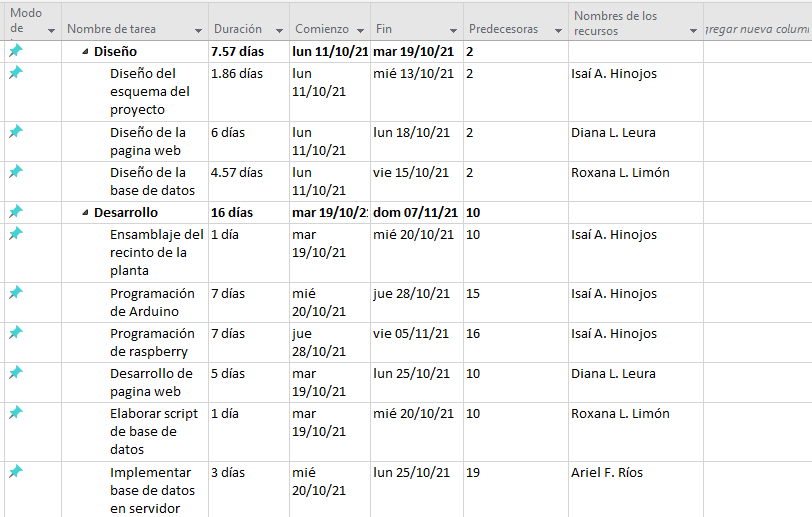 Modo de
Nombre de tarea
Duración
Comienzo
Fin
Predecesoras
Nombres de los recursos
gregar nueva colum
Diseño 7.57 días lun 11/10/21 mar 19/10/21 2
Diseño del esquema del proyecto 1.86 días lun 11/10/21 mié 13/10/21 2 Isaí A. Hinojos
Diseño de la pagina web 6 días lun 11/10/21 lun 18/10/21 2 Diana L. Leura
Diseño de la base de datos 4.57 días lun 11/10/21 vie 15/10/21 2 Roxana L. Limón
Desarrollo 16 días mar 19/10/2 dom 07/11/21 10
Ensamblaje del recinto de la planta 1 día mar 19/10/21 mié 20/10/21 10 Isaí A. Hinojos
Programación de Arduino 7 días mié 20/10/21 jue 28/10/21 15 Isaí A. Hinojos
Programación de raspberry 7 días jue 28/10/21 vie 05/11/21 16 Isaí A. Hinojos
Desarrollo de pagina web 5 días mar 19/10/21 lun 25/10/21 10 Diana L. Leura
Elaborar script de base de datos 1 día mar 19/10/21 mié 20/10/21 10 Roxana L. Limón
Implementar base de datos en servidor 3 días mié 20/10/21 lun 25/10/21 19 Ariel F. Ríos